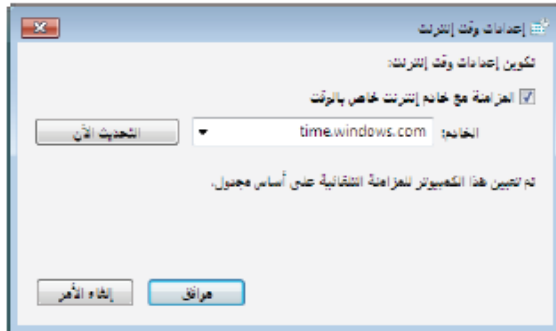 إعدادات وقت إنترنت
تكوين إعدادات وقت إنترنت:
المزامنة مع خادم إنترنت خاص بالوقت
الخادم: time.windows.com التحديث الآن
تم تعيين هذا الكمبيوتر للمزامنة التلقائية على أساس مجدول.
موافق إلغاء الأمر